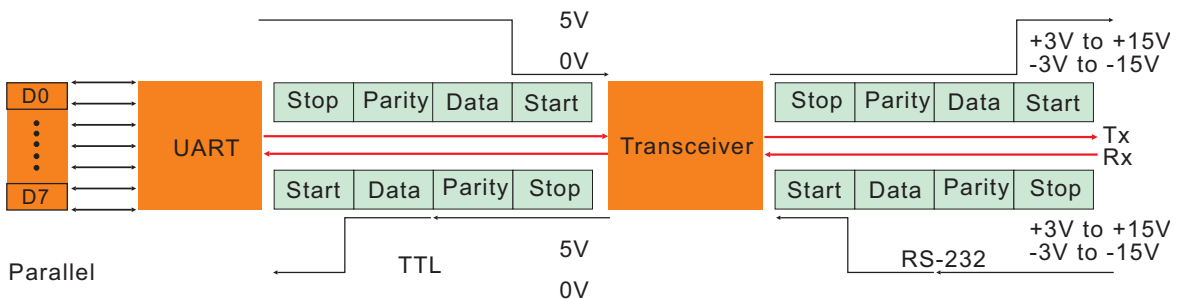 5V
0V
+3V to +15V
-3V to -15V
D0
D7
UART
Stop Parity Data Start
Transceiver
Stop Parity Data Start
Tx
Rx
Start Data Parity Stop
Start Data Parity Stop
+3V to +15V
-3V to -15V
5V
0V
TTL
RS-232
Parallel